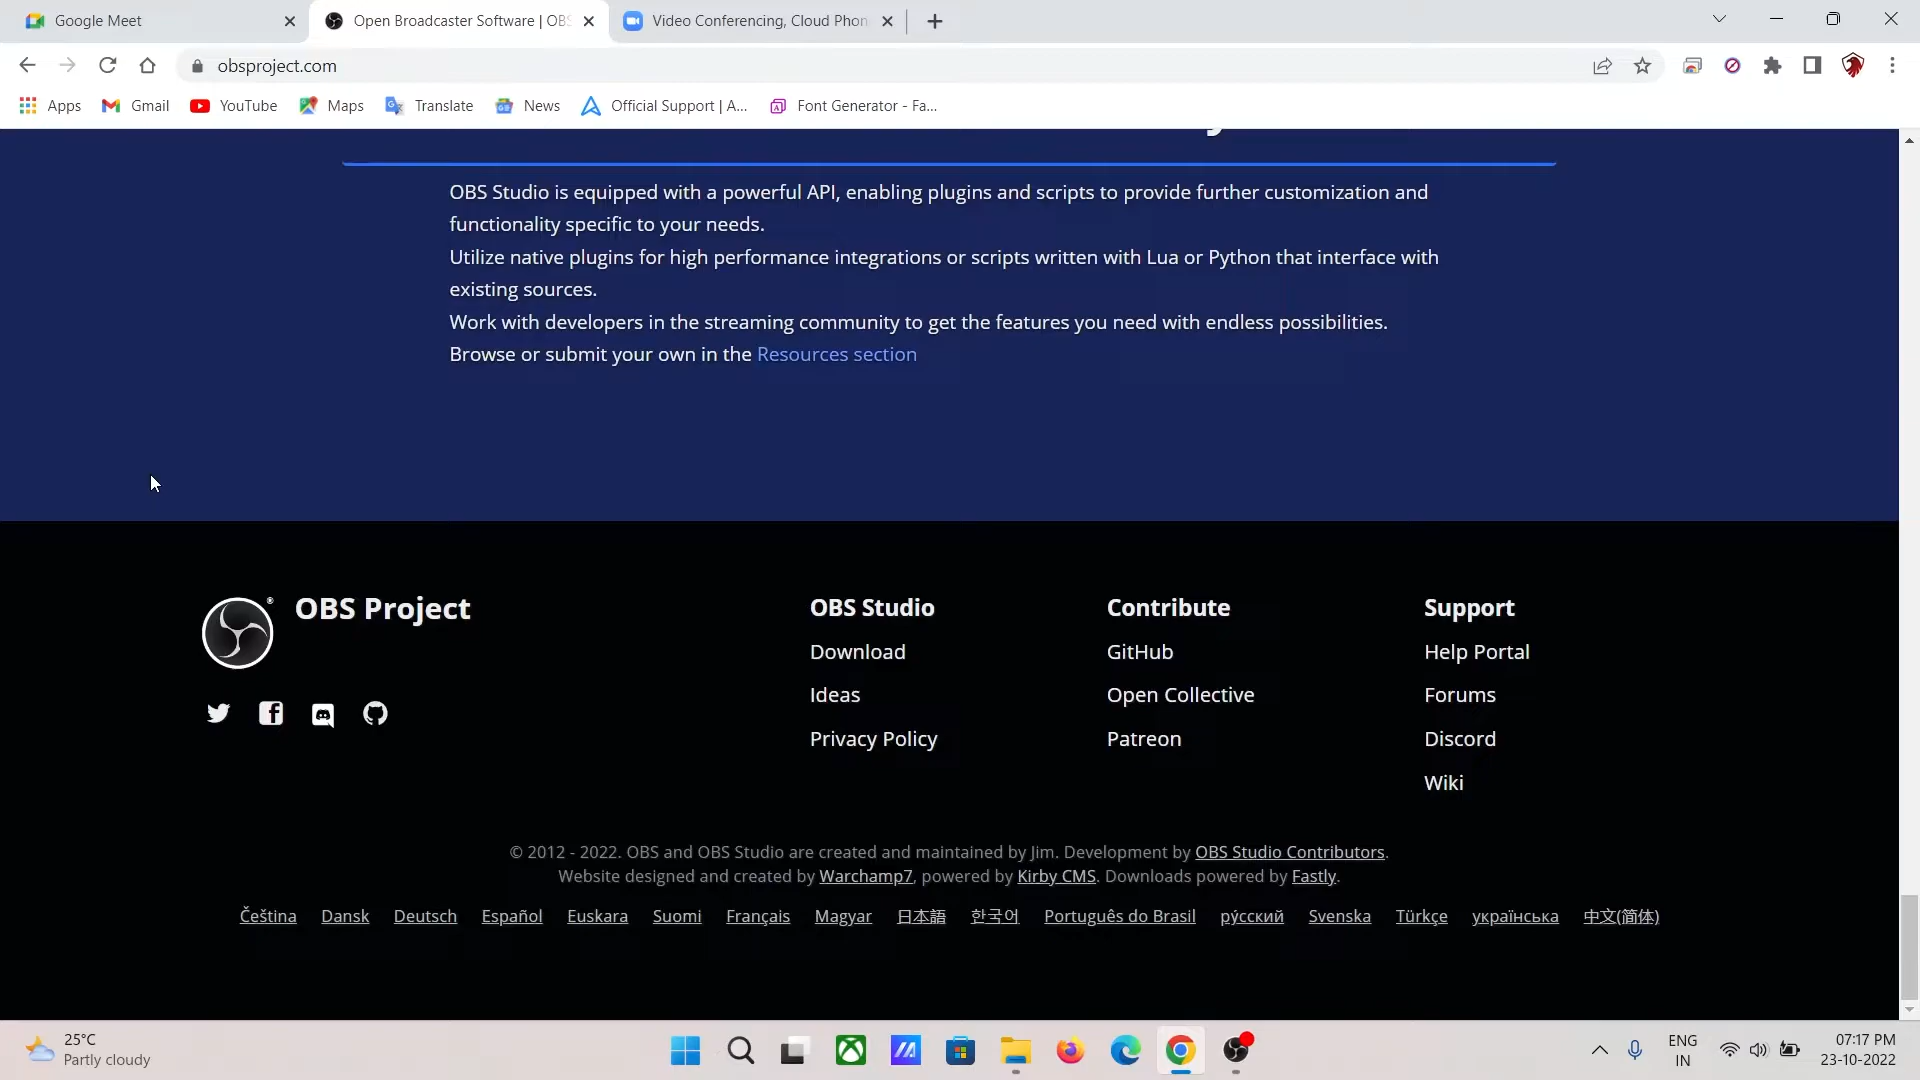 Google Meet
Open Broadcaster Software | OBS
Video Conferencing, Cloud Phon
obsproject.com
Apps
Gmail
YouTube
Maps
Translate
News
Official Support | A...
Font Generator - Fa...
OBS Studio is equipped with a powerful API, enabling plugins and scripts to provide further customization and
functionality specific to your needs.
Utilize native plugins for high performance integrations or scripts written with Lua or Python that interface with
existing sources.
Work with developers in the streaming community to get the features you need with endless possibilities.
Browse or submit your own in the Resources section
OBS Project
OBS Studio
Download
Ideas
Privacy Policy
Contribute
GitHub
Open Collective
Patreon
Support
Help Portal
Forums
Discord
Wiki
© 2012 - 2022. OBS and OBS Studio are created and maintained by Jim. Development by OBS Studio Contributors.
Website designed and created by Warchamp7, powered by Kirby CMS. Downloads powered by Fastly.
Čeština Dansk Deutsch Español Euskara Suomi Français Magyar 日本語 한국어 Português do Brasil ру́сский Svenska Türkçe українська 中文(简体)
25°C
Partly cloudy
ENG
IN
07:17 PM
23-10-2022